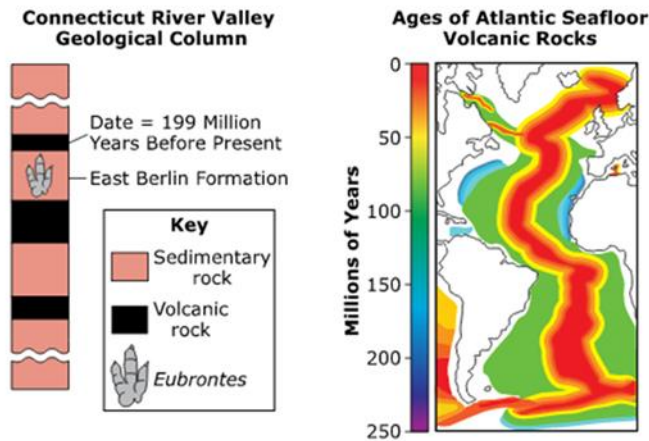 Connecticut River Valley
Geological Column
Date = 199 Million
Years Before Present
East Berlin Formation
Key
Sedimentary
rock
Volcanic
rock
Eubrontes
Ages of Atlantic Seafloor
Volcanic Rocks
Millions of Years
0
50
100
150
200
250